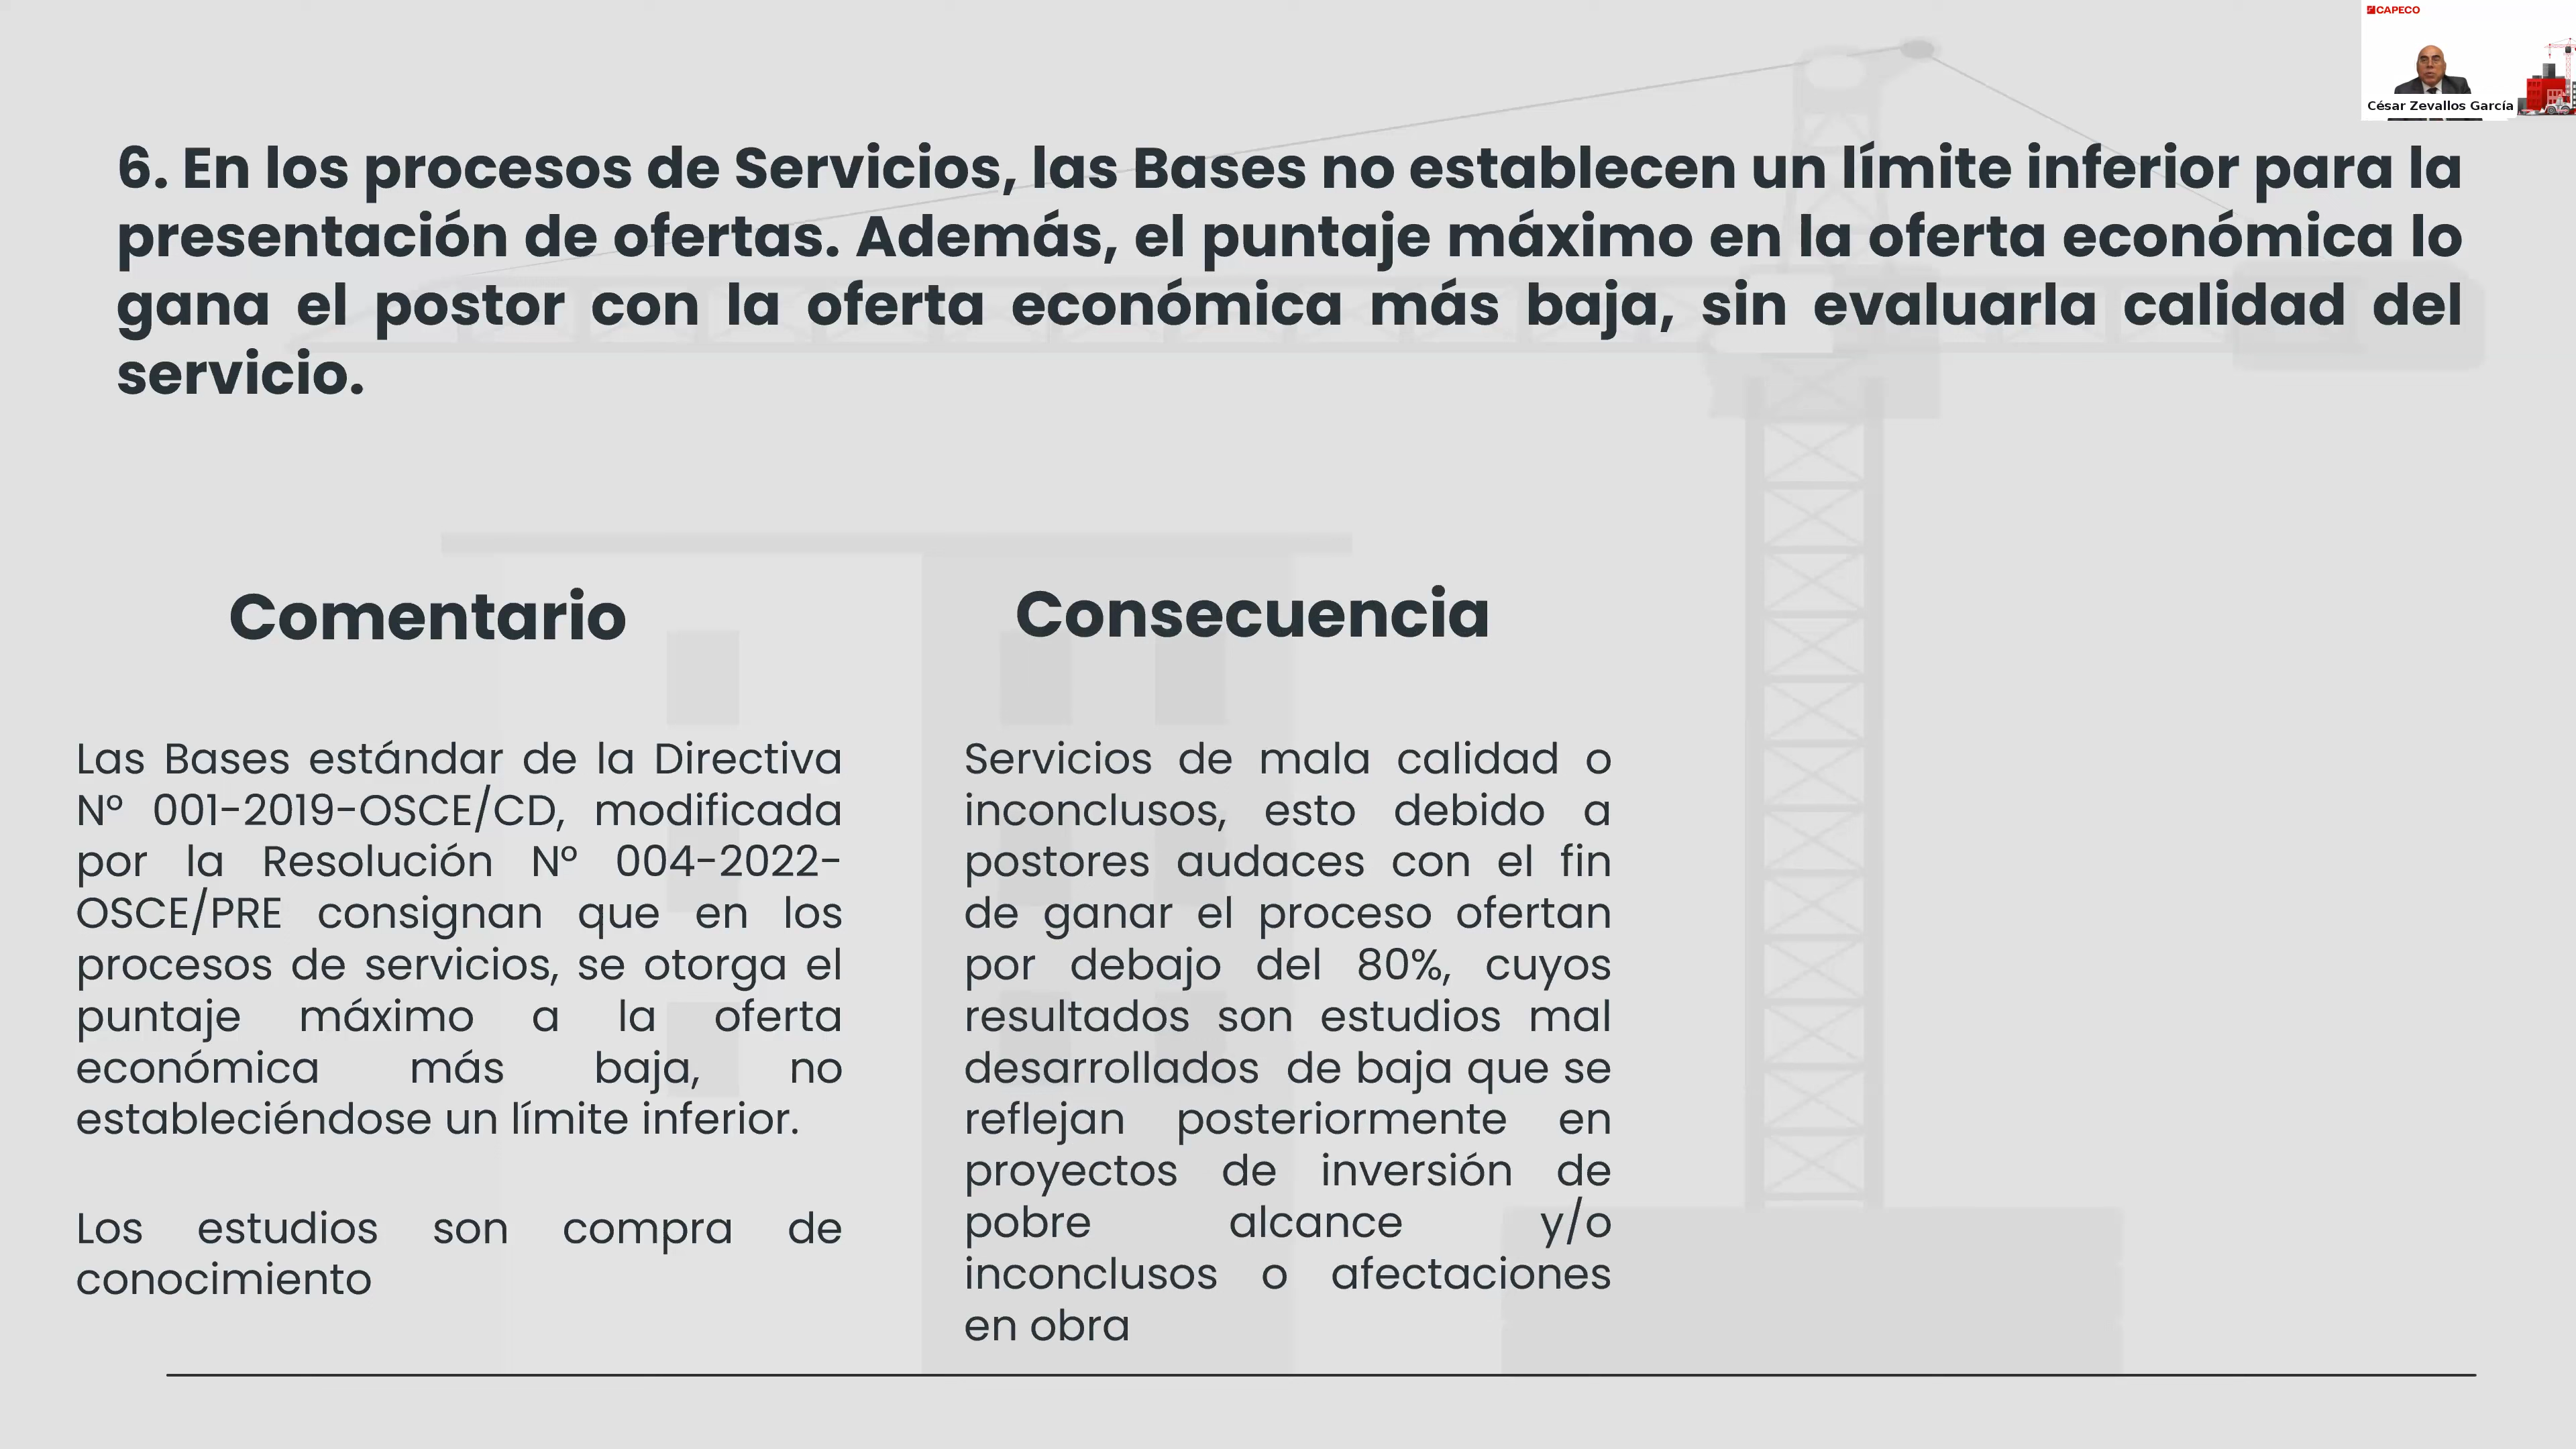 CAPECO
César Zevallos García
6. En los procesos de Servicios, las Bases no establecen un límite inferior para la
presentación de ofertas. Además, el puntaje máximo en la oferta económica lo
gana el postor con la oferta económica más baja, sin evaluarla calidad del
servicio.
Comentario
Las Bases estándar de la Directiva
Nº 001-2019-OSCE/CD, modificada
por la Resolución Nº 004-2022-
OSCE/PRE consignan que en los
procesos de servicios, se otorga el
puntaje máximo a la oferta
económica más baja, no
estableciéndose un límite inferior.
Los estudios son compra de
conocimiento
Consecuencia
Servicios de mala calidad o
inconclusos, esto debido a
postores audaces con el fin
de ganar el proceso ofertan
por debajo del 80%, cuyos
resultados son estudios mal
desarrollados de baja que se
reflejan posteriormente en
proyectos de inversión de
pobre alcance y/o
inconclusos o afectaciones
en obra